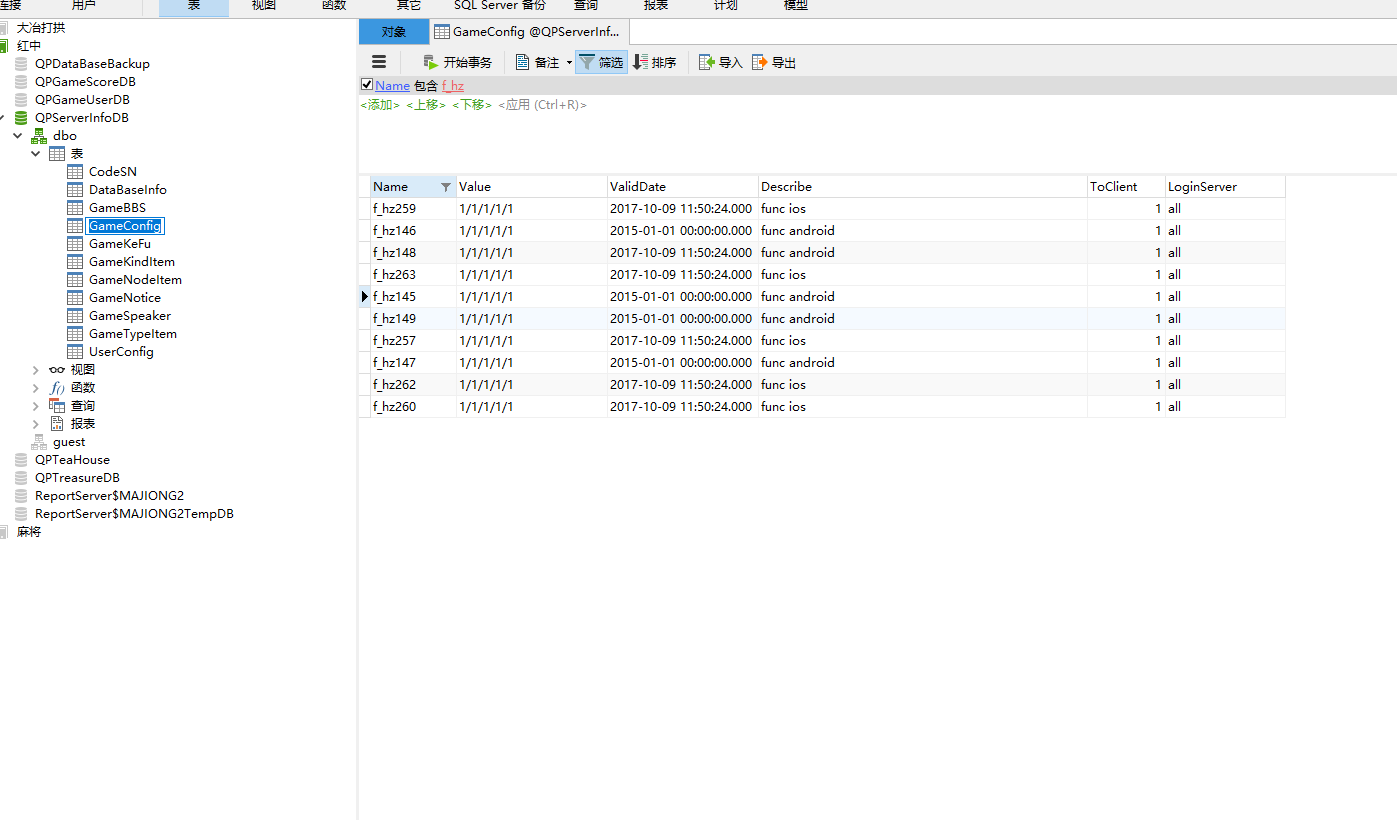 连接 用户 表 视图 函数 其它 SQL Server 备份 查询 报表 计划 模型
大冶打拱
红中
QPDataBaseBackup
QPGameScoreDB
QPGameUserDB
QPServerInfoDB
dbo
表
CodeSN
DataBaseInfo
GameBBS
GameConfig
GameKeFu
GameKindItem
GameNodeItem
GameNotice
GameSpeaker
GameTypeItem
UserConfig
视图
函数
查询
报表
guest
QPTeaHouse
QPTreasureDB
ReportServer$MAJIONG2
ReportServer$MAJIONG2TempDB
麻将
对象 GameConfig @QPServerInf...
开始事务 备注 筛选 排序 导入 导出
Name 包含 f_hz
<添加> <上移> <下移> <应用 (Ctrl+R)>
Name Value ValidDate Describe ToClient LoginServer
f_hz259 1/1/1/1/1 2017-10-09 11:50:24.000 func ios 1 all
f_hz146 1/1/1/1/1 2015-01-01 00:00:00.000 func android 1 all
f_hz148 1/1/1/1/1 2017-10-09 11:50:24.000 func android 1 all
f_hz263 1/1/1/1/1 2017-10-09 11:50:24.000 func ios 1 all
f_hz145 1/1/1/1/1 2015-01-01 00:00:00.000 func android 1 all
f_hz149 1/1/1/1/1 2015-01-01 00:00:00.000 func android 1 all
f_hz257 1/1/1/1/1 2017-10-09 11:50:24.000 func ios 1 all
f_hz147 1/1/1/1/1 2015-01-01 00:00:00.000 func android 1 all
f_hz262 1/1/1/1/1 2017-10-09 11:50:24.000 func ios 1 all
f_hz260 1/1/1/1/1 2017-10-09 11:50:24.000 func ios 1 all